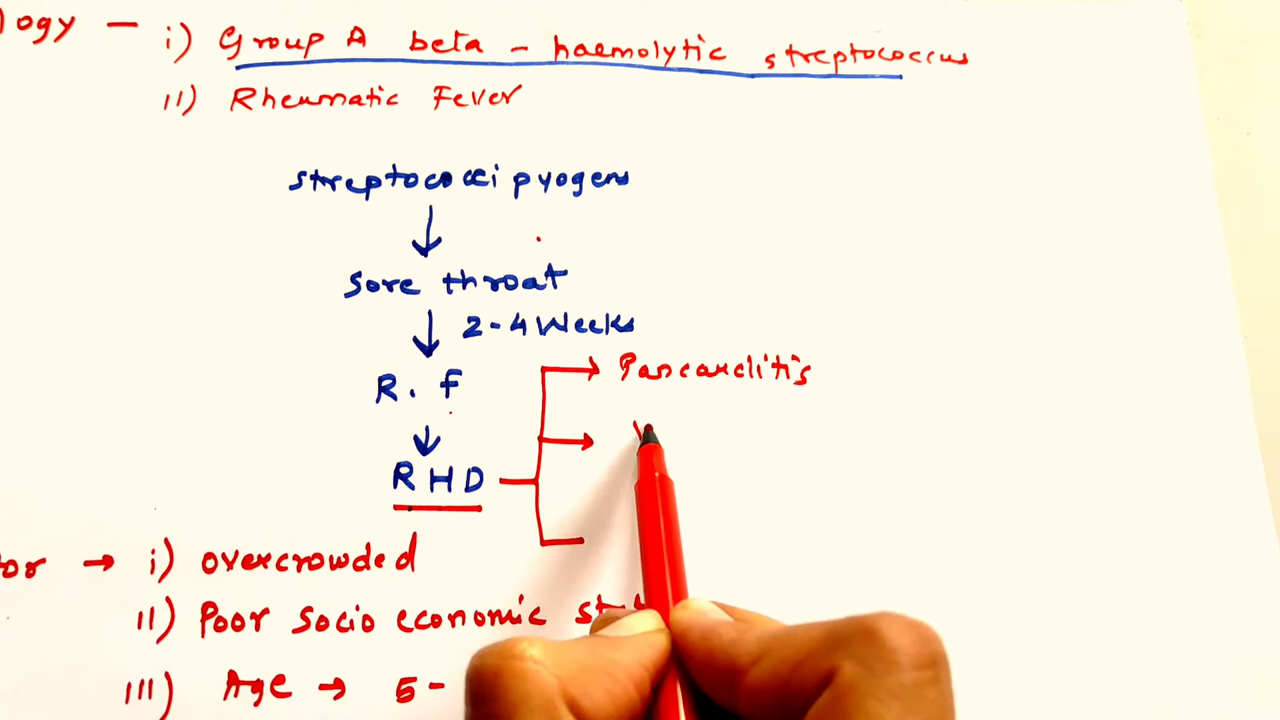 ology - i) Group A beta - haemolytic streptococcus
ii) Rheumatic Fever
streptococci pyogens
↓
Sore throat
↓ 2-4 Weeks
R. f → Pancarditis
↓
RHD
tor → i) overcrowded
ii) Poor Socio economic st
iii) Age → 5-